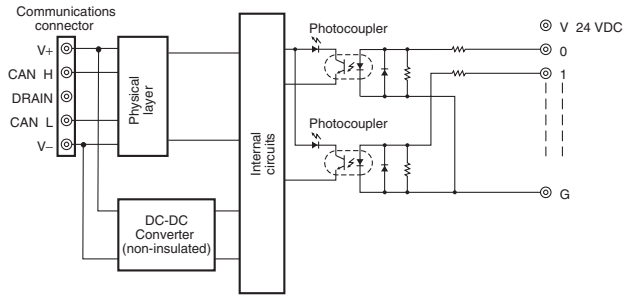 Communications
connector
V+
CAN H
DRAIN
CAN L
V−
Physical
layer
DC-DC
Converter
(non-insulated)
Internal
circuits
Photocoupler
Photocoupler
V 24 VDC
0
1
G